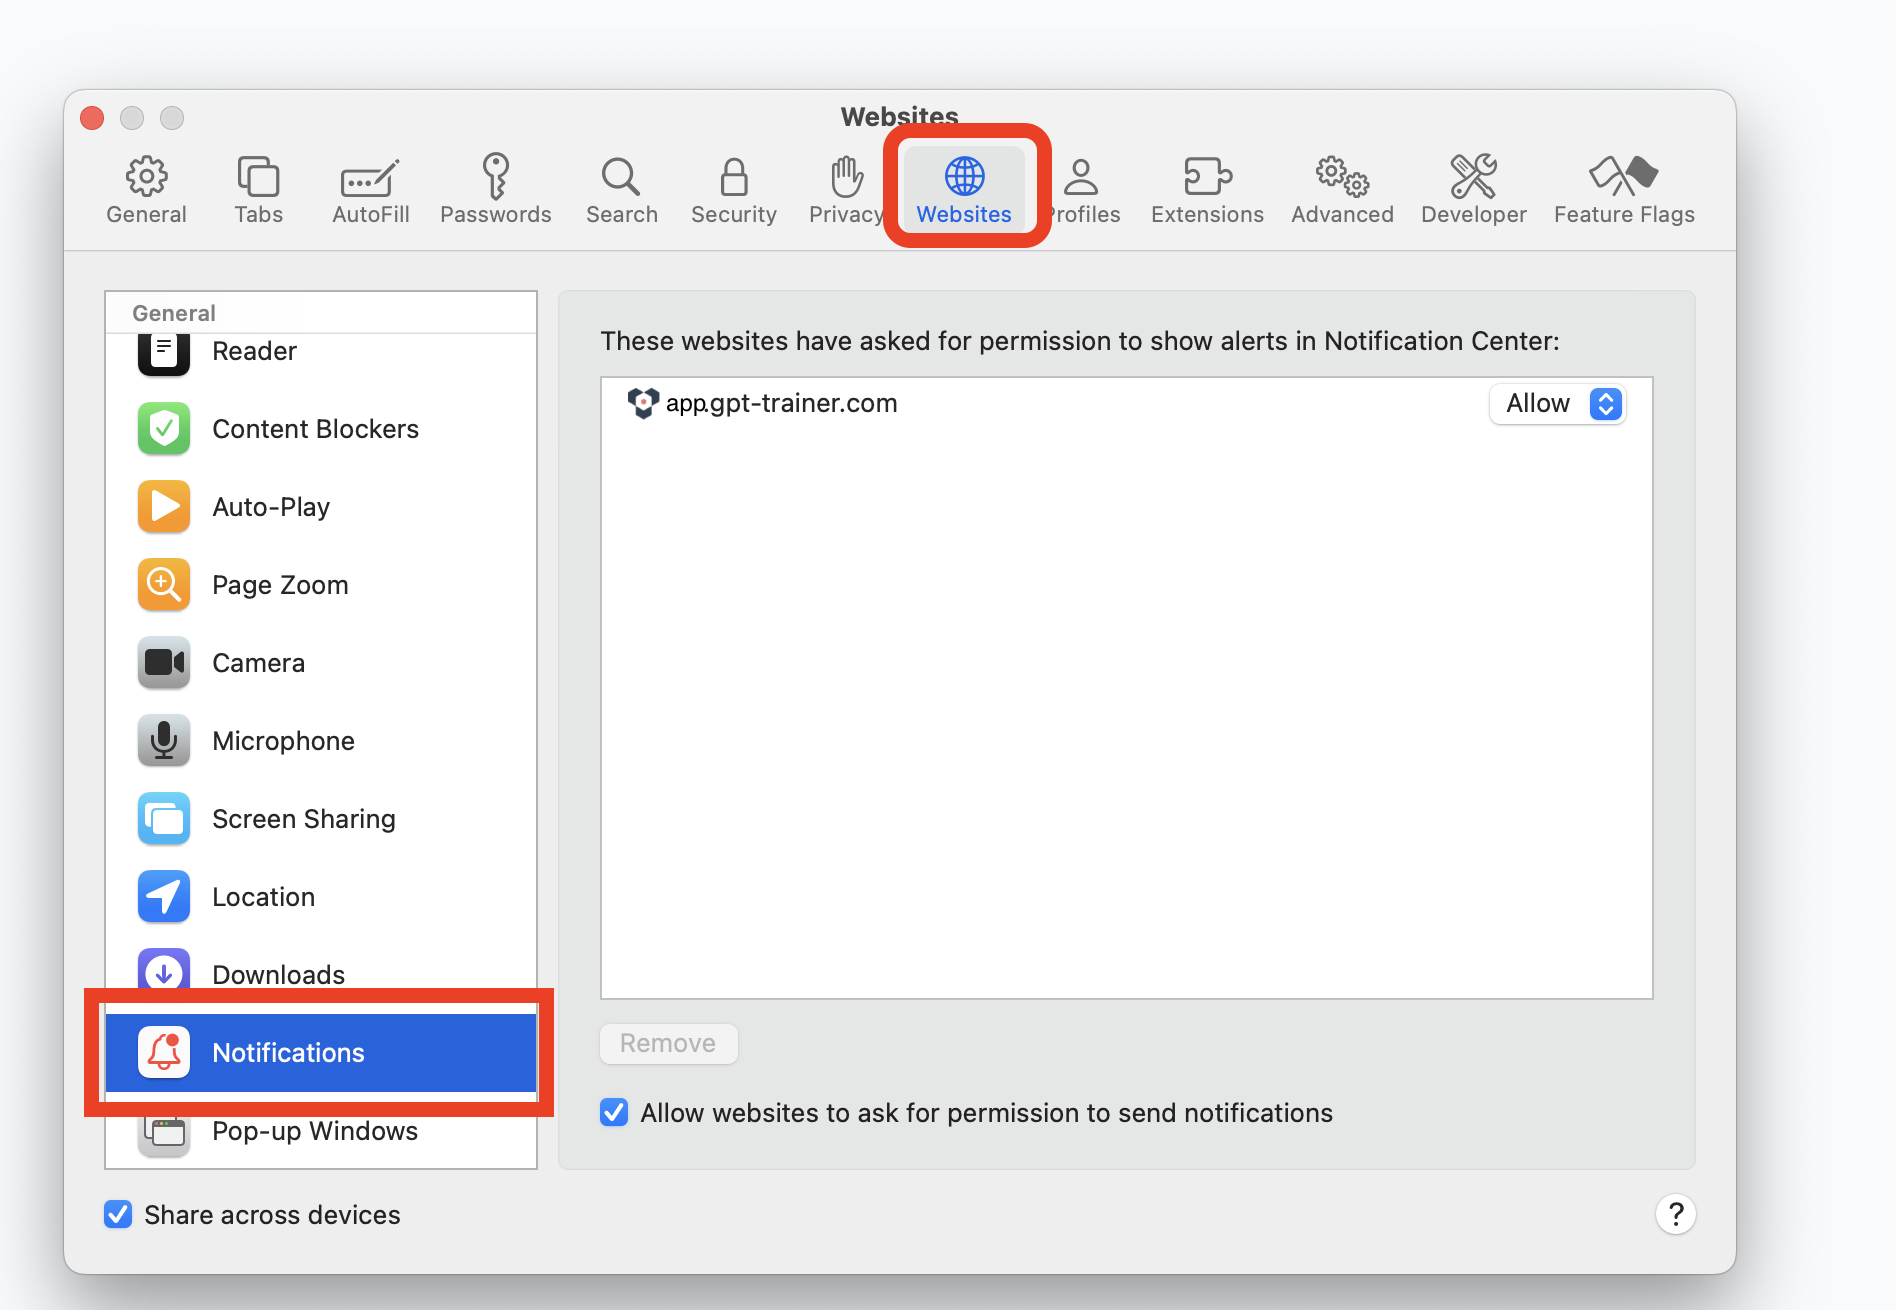 Websites
General
Tabs
AutoFill
Passwords
Search
Security
Privacy
Websites
Profiles
Extensions
Advanced
Developer
Feature Flags
General
Reader
Content Blockers
Auto-Play
Page Zoom
Camera
Microphone
Screen Sharing
Location
Downloads
Notifications
Pop-up Windows
These websites have asked for permission to show alerts in Notification Center:
app.gpt-trainer.com
Allow
Remove
Allow websites to ask for permission to send notifications
Share across devices
?